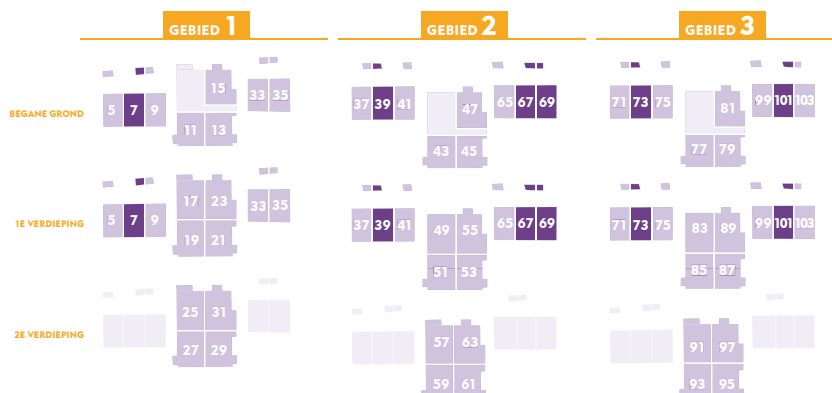 GEBIED 1 GEBIED 2 GEBIED 3
BEGANE GROND
5 7 9 15 33 35 37 39 41 47 65 67 69 71 73 75 81 99 101 103
11 13 43 45 77 79
1E VERDIEPING
5 7 9 17 23 33 35 37 39 41 49 55 65 67 69 71 73 75 83 89 99 101 103
19 21 51 53 85 87
2E VERDIEPING
25 31 57 63 91 97
27 29 59 61 93 95